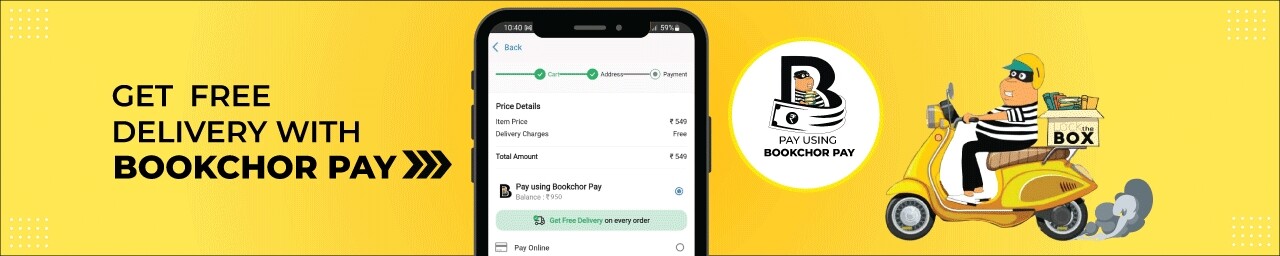 GET FREE
DELIVERY WITH
BOOKCHOR PAY
10:40
59%
Back
Cart
Address
Payment
Price Details
Item Price ₹ 549
Delivery Charges Free
Total Amount ₹ 549
Pay using Bookchor Pay
Balance : ₹950
Get Free Delivery on every order
Pay Online
B
₹
PAY USING
BOOKCHOR PAY
LOCK the
BOX